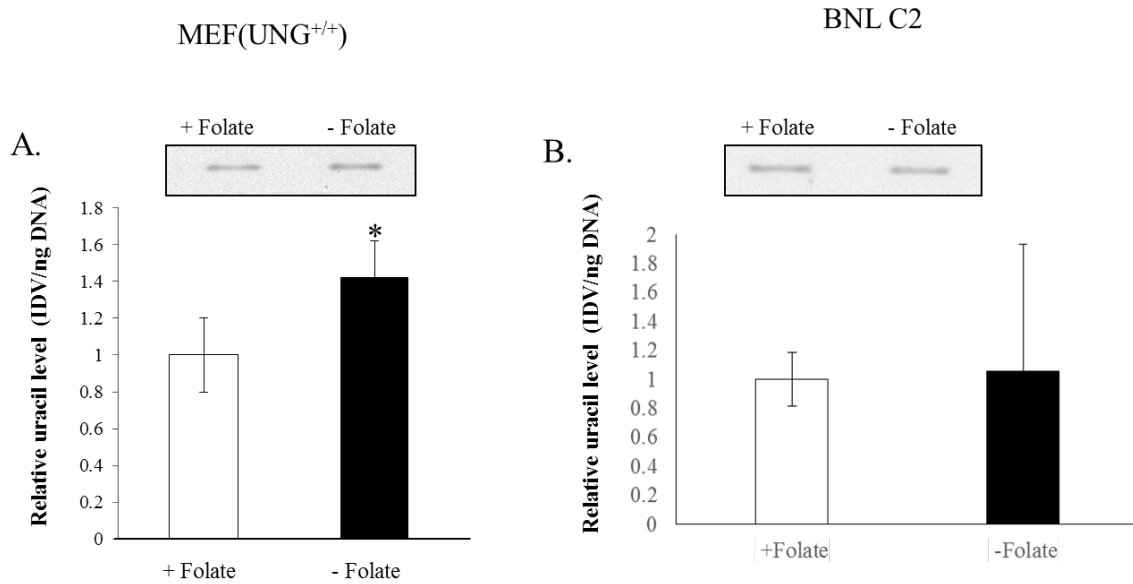 MEF(UNG+/+)
BNL C2
A.
+ Folate - Folate
Relative uracil level (IDV/ng DNA)
1.8
1.6
1.4
1.2
1
0.8
0.6
0.4
0.2
0
*
+ Folate - Folate
B.
+ Folate - Folate
Relative uracil level (IDV/ng DNA)
2
1.8
1.6
1.4
1.2
1
0.8
0.6
0.4
0.2
0
+Folate -Folate